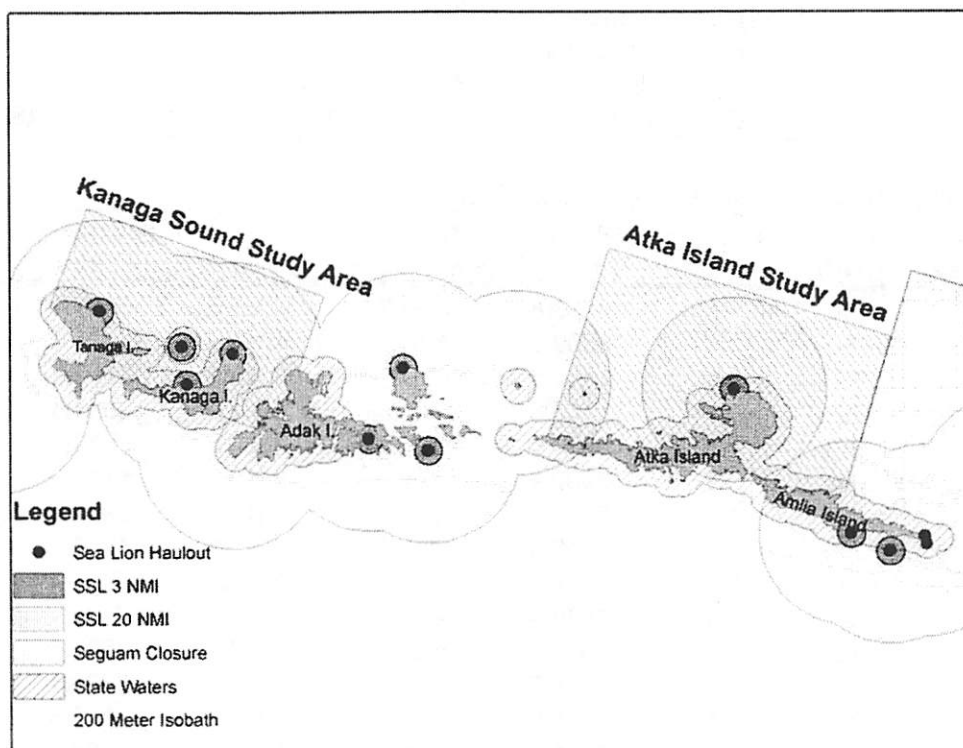 Kanaga Sound Study Area
Atka Island Study Area
Tanaga I.
Kanaga I.
Adak I.
Atka Island
Amlia Island
Legend
Sea Lion Haulout
SSL 3 NMI
SSL 20 NMI
Seguam Closure
State Waters
200 Meter Isobath